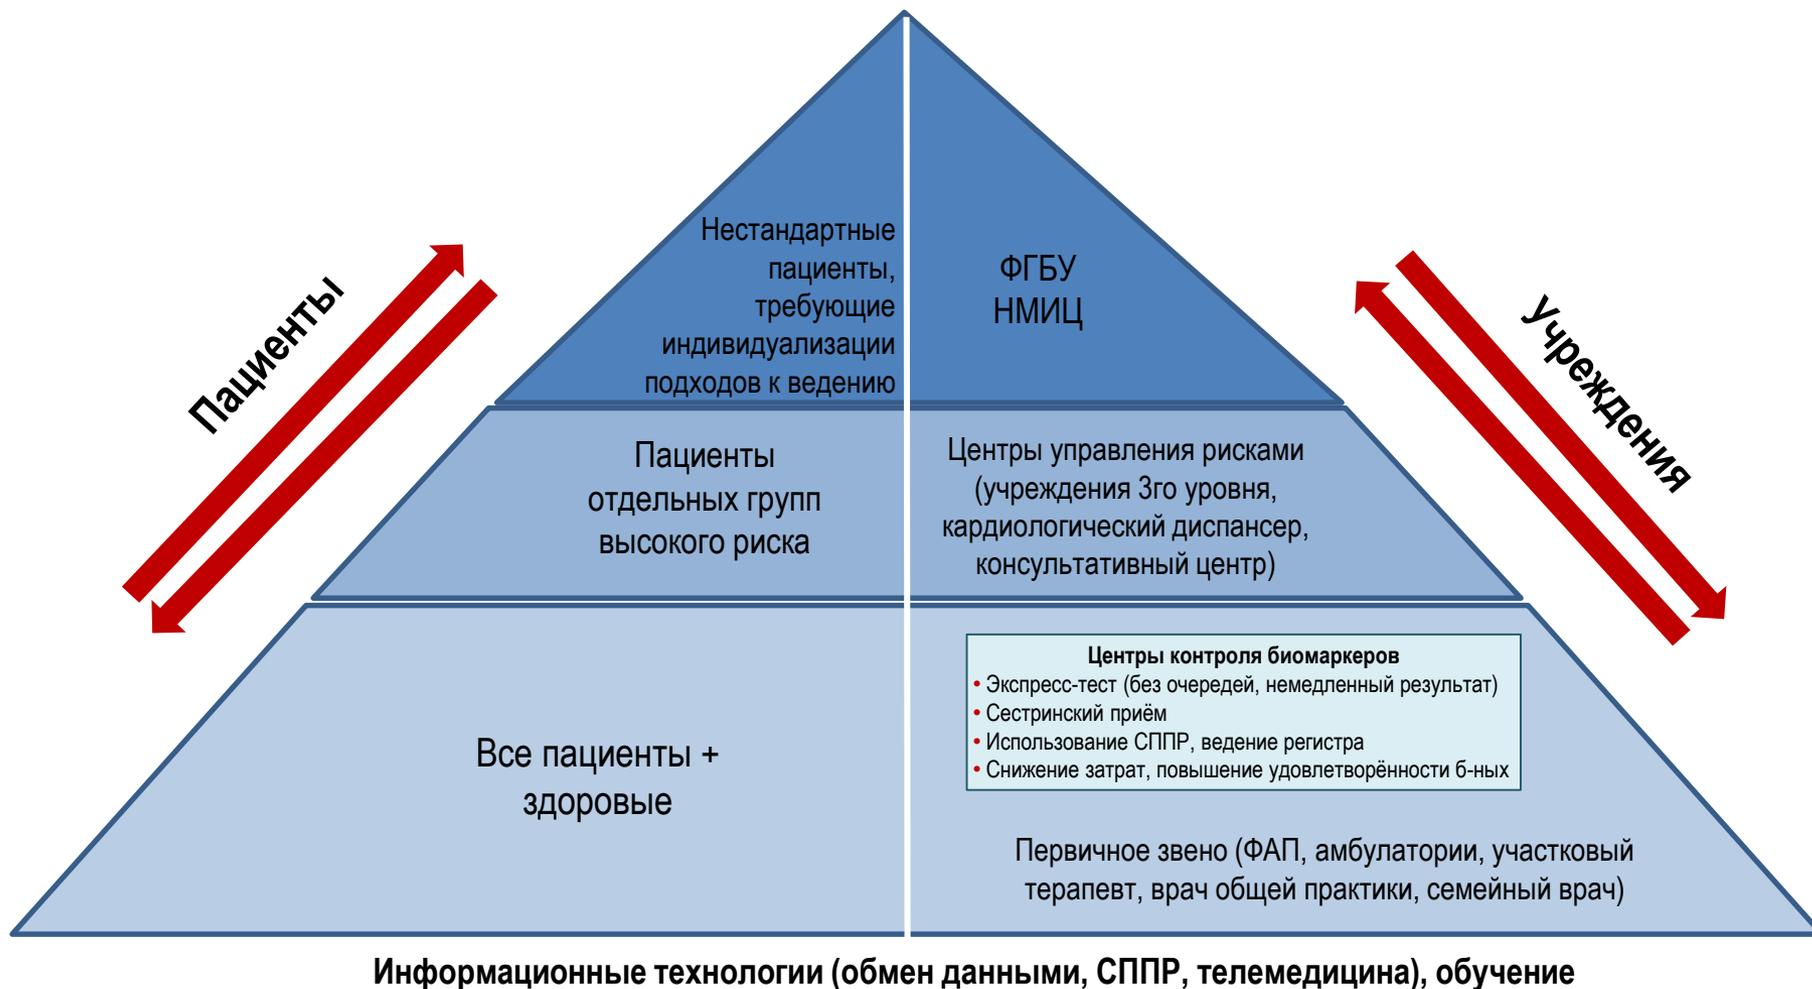 Нестандартные
пациенты,
требующие
индивидуализации
подходов к ведению
ФГБУ
НМИЦ
Пациенты
Учреждения
Пациенты
отдельных групп
высокого риска
Центры управления рисками
(учреждения 3го уровня,
кардиологический диспансер,
консультативный центр)
Все пациенты +
здоровые
Центры контроля биомаркеров
• Экспресс-тест (без очередей, немедленный результат)
• Сестринский приём
• Использование СППР, ведение регистра
• Снижение затрат, повышение удовлетворённости б-ных
Первичное звено (ФАП, амбулатории, участковый
терапевт, врач общей практики, семейный врач)
Информационные технологии (обмен данными, СППР, телемедицина), обучение